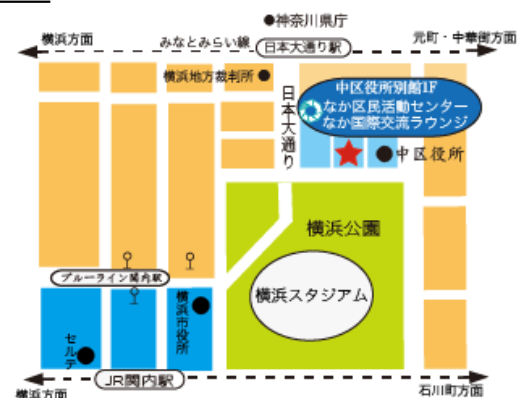 ●神奈川県庁
横浜方面
みなとみらい線
日本大通り駅
元町・中華街方面
横浜地方裁判所
日本大通り
中区役所別館1F
なか区民活動センター
なか国際交流ラウンジ
中区役所
横浜公園
横浜スタジアム
ブルーライン関内駅
横浜市役所
セルテ
JR関内駅
横浜方面
石川町方面